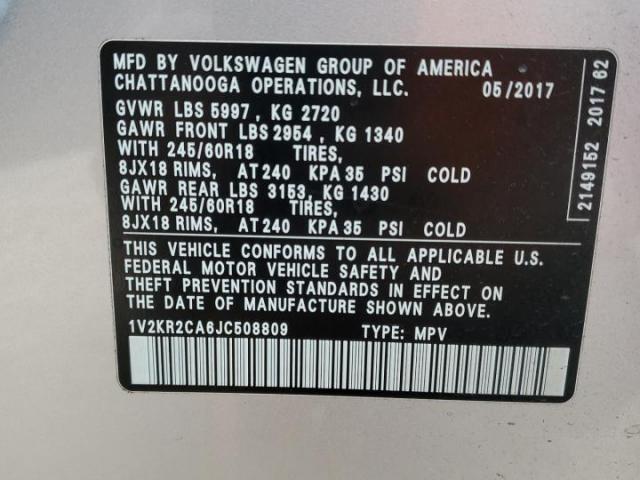 MFD BY VOLKSWAGEN GROUP OF AMERICA
CHATTANOOGA OPERATIONS, LLC. 05/2017
GVWR LBS 5997, KG 2720
GAWR FRONT LBS 2954, KG 1340
WITH 245/60R18 TIRES,
8JX18 RIMS, AT 240 KPA 35 PSI COLD
GAWR REAR LBS 3153, KG 1430
WITH 245/60R18 TIRES,
8JX18 RIMS, AT 240 KPA 35 PSI COLD
THIS VEHICLE CONFORMS TO ALL APPLICABLE U.S.
FEDERAL MOTOR VEHICLE SAFETY AND
THEFT PREVENTION STANDARDS IN EFFECT ON
THE DATE OF MANUFACTURE SHOWN ABOVE.
1V2KR2CA6JC508809 TYPE: MPV
2149152 2017 62